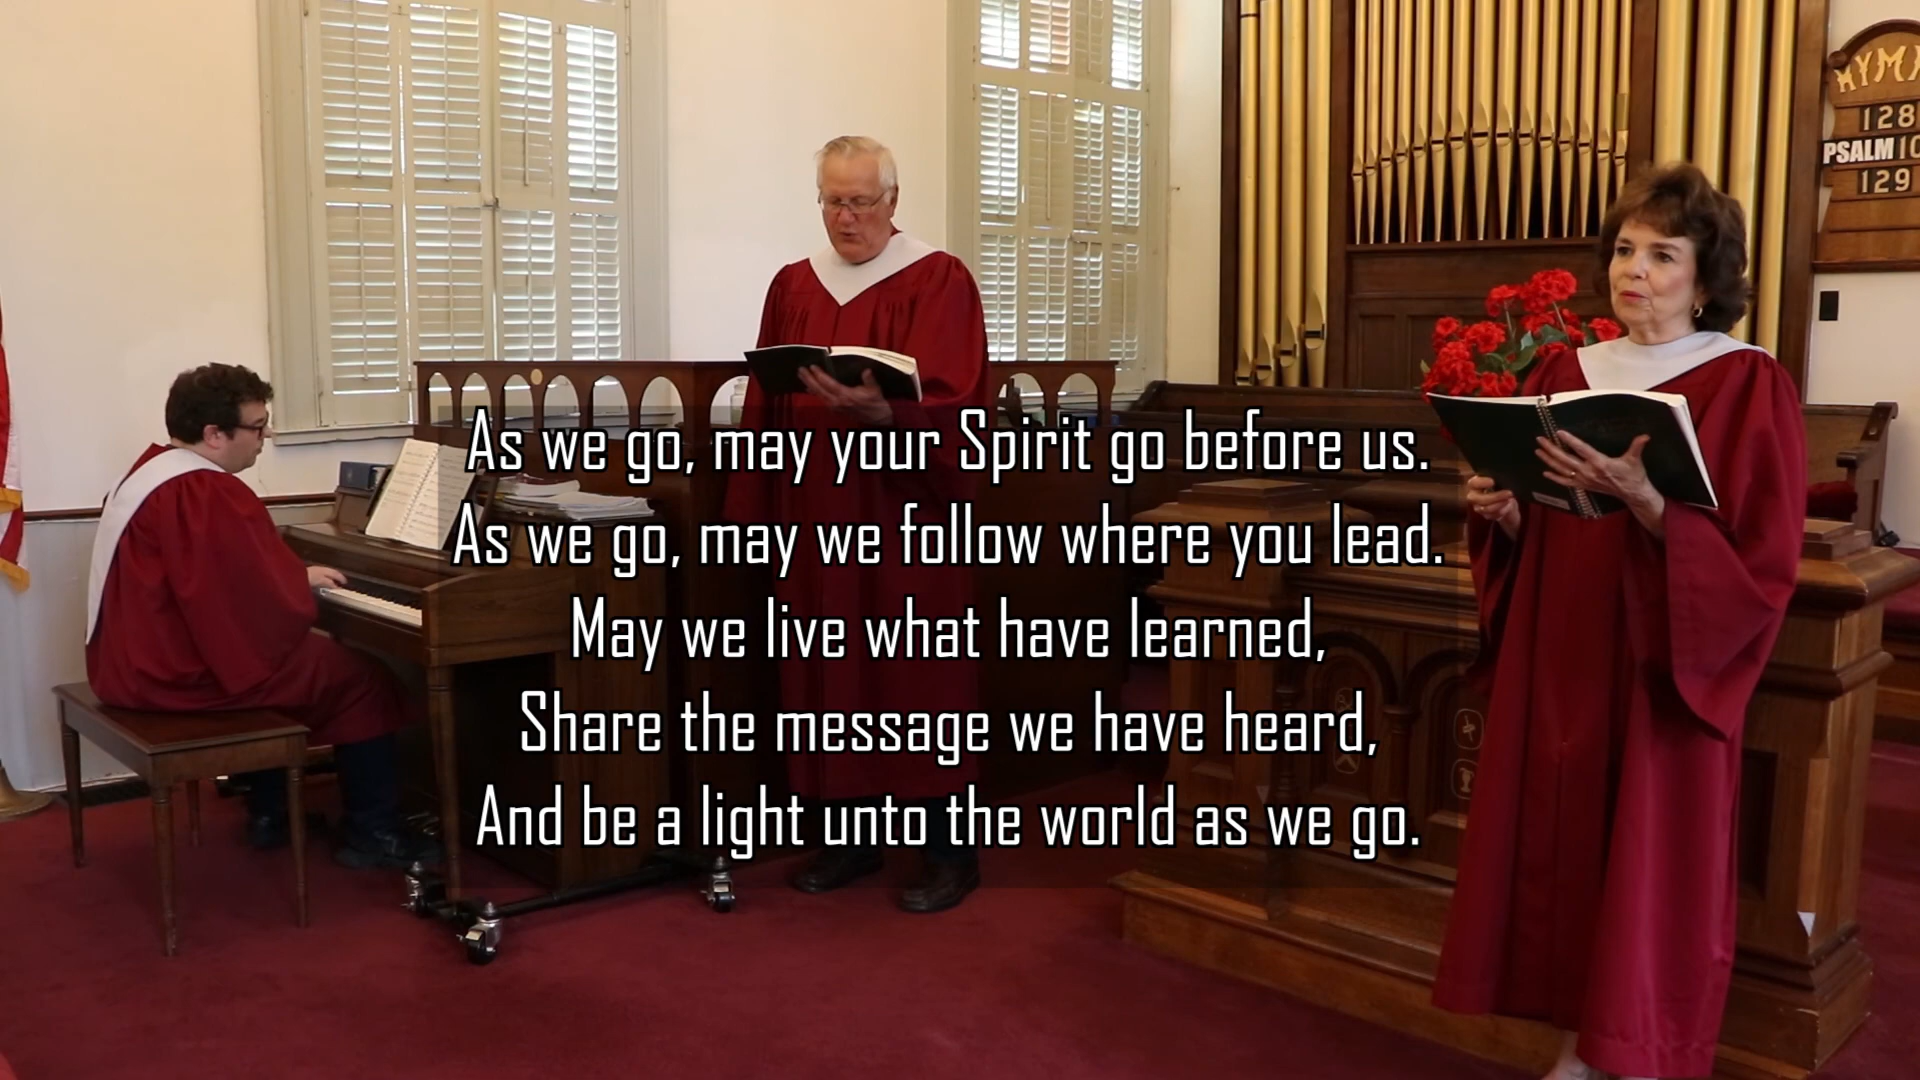 HYM
128
PSALM 10
129
As we go, may your Spirit go before us.
As we go, may we follow where you lead.
May we live what have learned,
Share the message we have heard,
And be a light unto the world as we go.